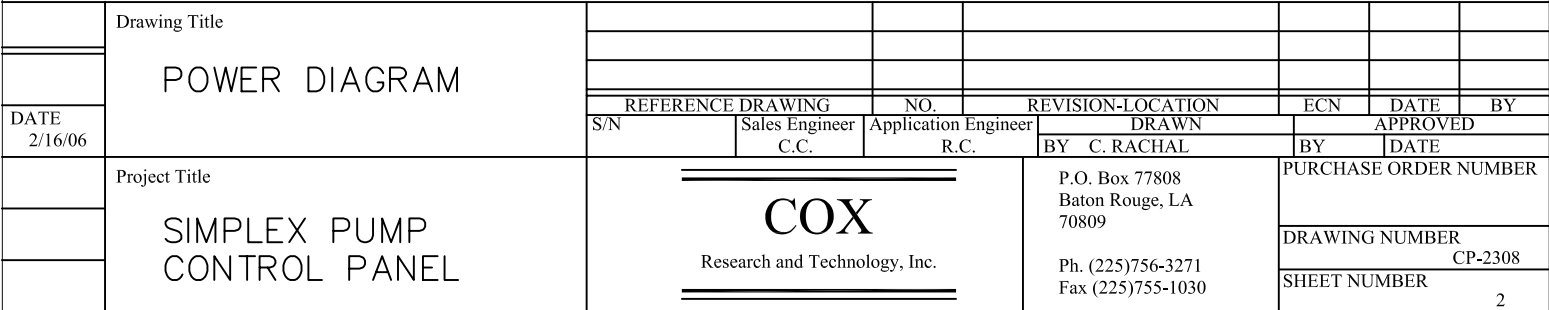 Drawing Title
POWER DIAGRAM
DATE
2/16/06
REFERENCE DRAWING NO. REVISION-LOCATION ECN DATE BY
S/N Sales Engineer Application Engineer DRAWN APPROVED
C.C. R.C. BY C. RACHAL BY DATE
Project Title
SIMPLEX PUMP
CONTROL PANEL
COX
Research and Technology, Inc.
P.O. Box 77808
Baton Rouge, LA
70809
Ph. (225)756-3271
Fax (225)755-1030
PURCHASE ORDER NUMBER
DRAWING NUMBER
CP-2308
SHEET NUMBER
2